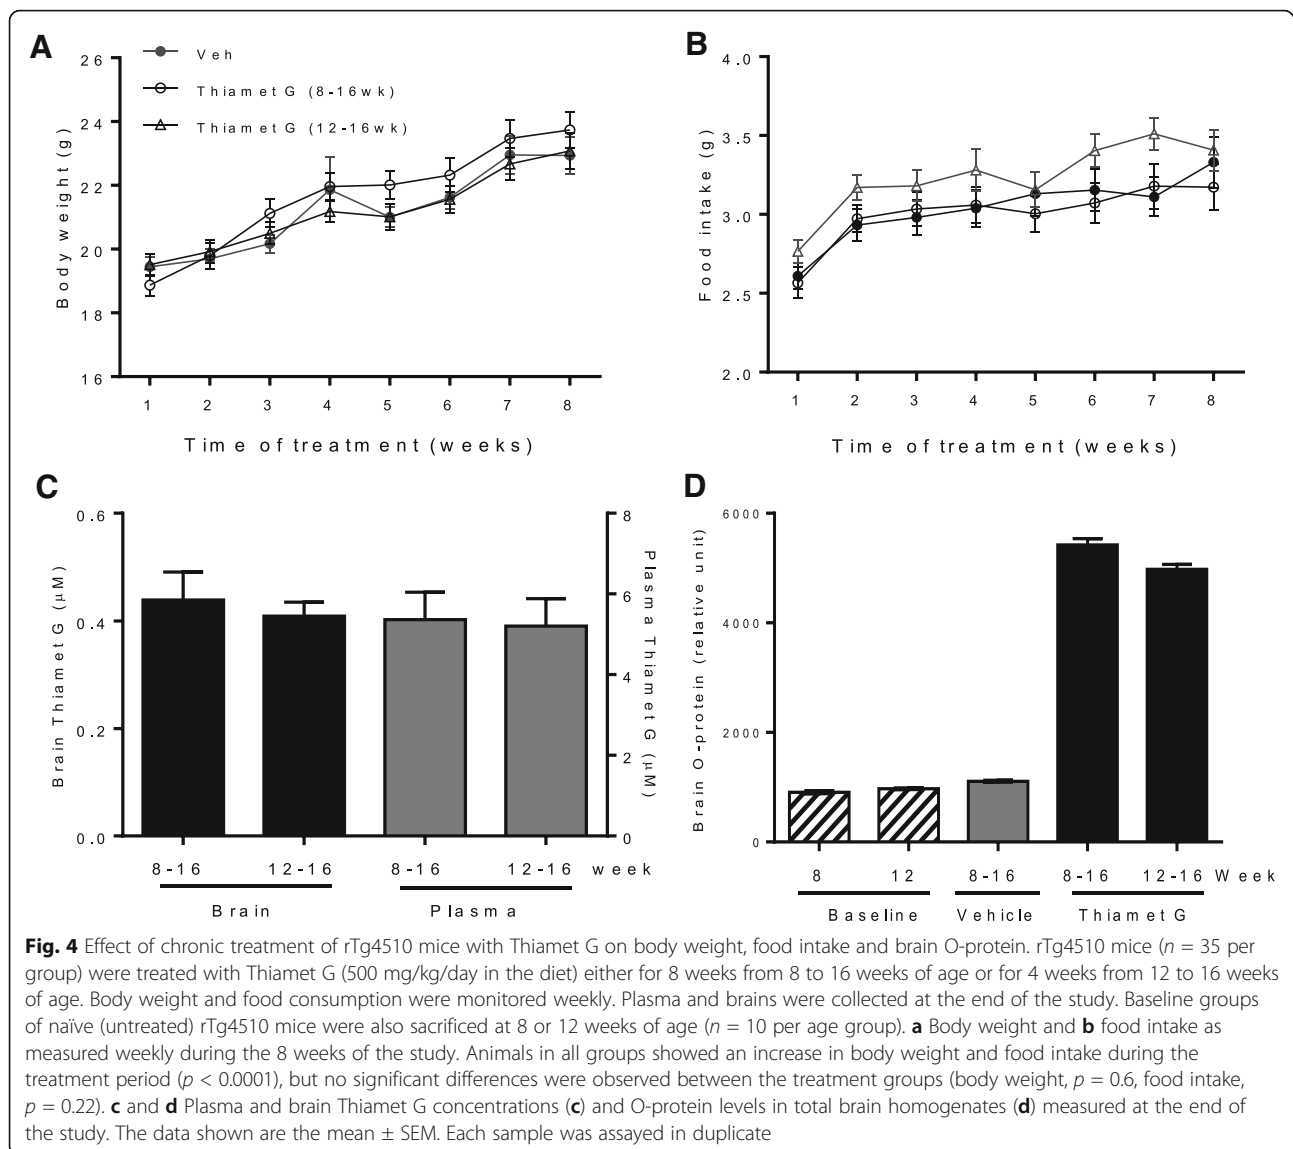 A
B
26
24
22
20
18
16
Body weight (g)
Veh
Thiamet G (8-16wk)
Thiamet G (12-16wk)
1 2 3 4 5 6 7 8
Time of treatment (weeks)
4.0
3.5
3.0
2.5
2.0
Food intake (g)
1 2 3 4 5 6 7 8
Time of treatment (weeks)
C
D
0.6
0.4
0.2
0.0
Brain Thiamet G (µM)
8
6
4
2
0
Plasma Thiamet G (µM)
8-16 12-16 8-16 12-16 week
Brain Plasma
6000
4000
2000
0
Brain O-protein (relative unit)
8 12 8-16 8-16 12-16 Week
Baseline Vehicle Thiamet G
Fig. 4 Effect of chronic treatment of rTg4510 mice with Thiamet G on body weight, food intake and brain O-protein. rTg4510 mice (n = 35 per
group) were treated with Thiamet G (500 mg/kg/day in the diet) either for 8 weeks from 8 to 16 weeks of age or for 4 weeks from 12 to 16 weeks
of age. Body weight and food consumption were monitored weekly. Plasma and brains were collected at the end of the study. Baseline groups
of naïve (untreated) rTg4510 mice were also sacrificed at 8 or 12 weeks of age (n = 10 per age group). a Body weight and b food intake as
measured weekly during the 8 weeks of the study. Animals in all groups showed an increase in body weight and food intake during the
treatment period (p < 0.0001), but no significant differences were observed between the treatment groups (body weight, p = 0.6, food intake,
p = 0.22). c and d Plasma and brain Thiamet G concentrations (c) and O-protein levels in total brain homogenates (d) measured at the end of
the study. The data shown are the mean ± SEM. Each sample was assayed in duplicate